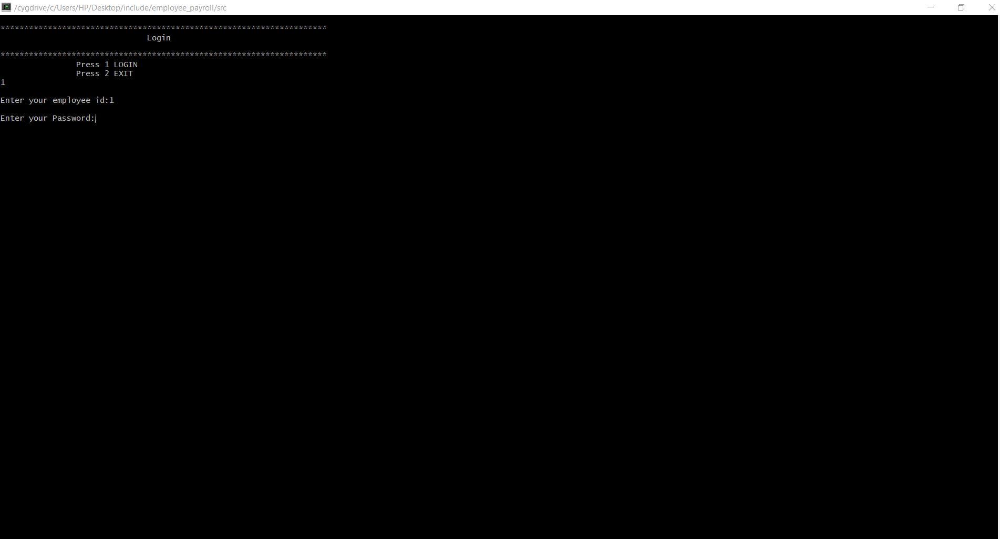 /cygdrive/c/Users/HP/Desktop/include/employee_payroll/src
*********************************************************************
Login
*********************************************************************
Press 1 LOGIN
Press 2 EXIT
1
Enter your employee id:1
Enter your Password: